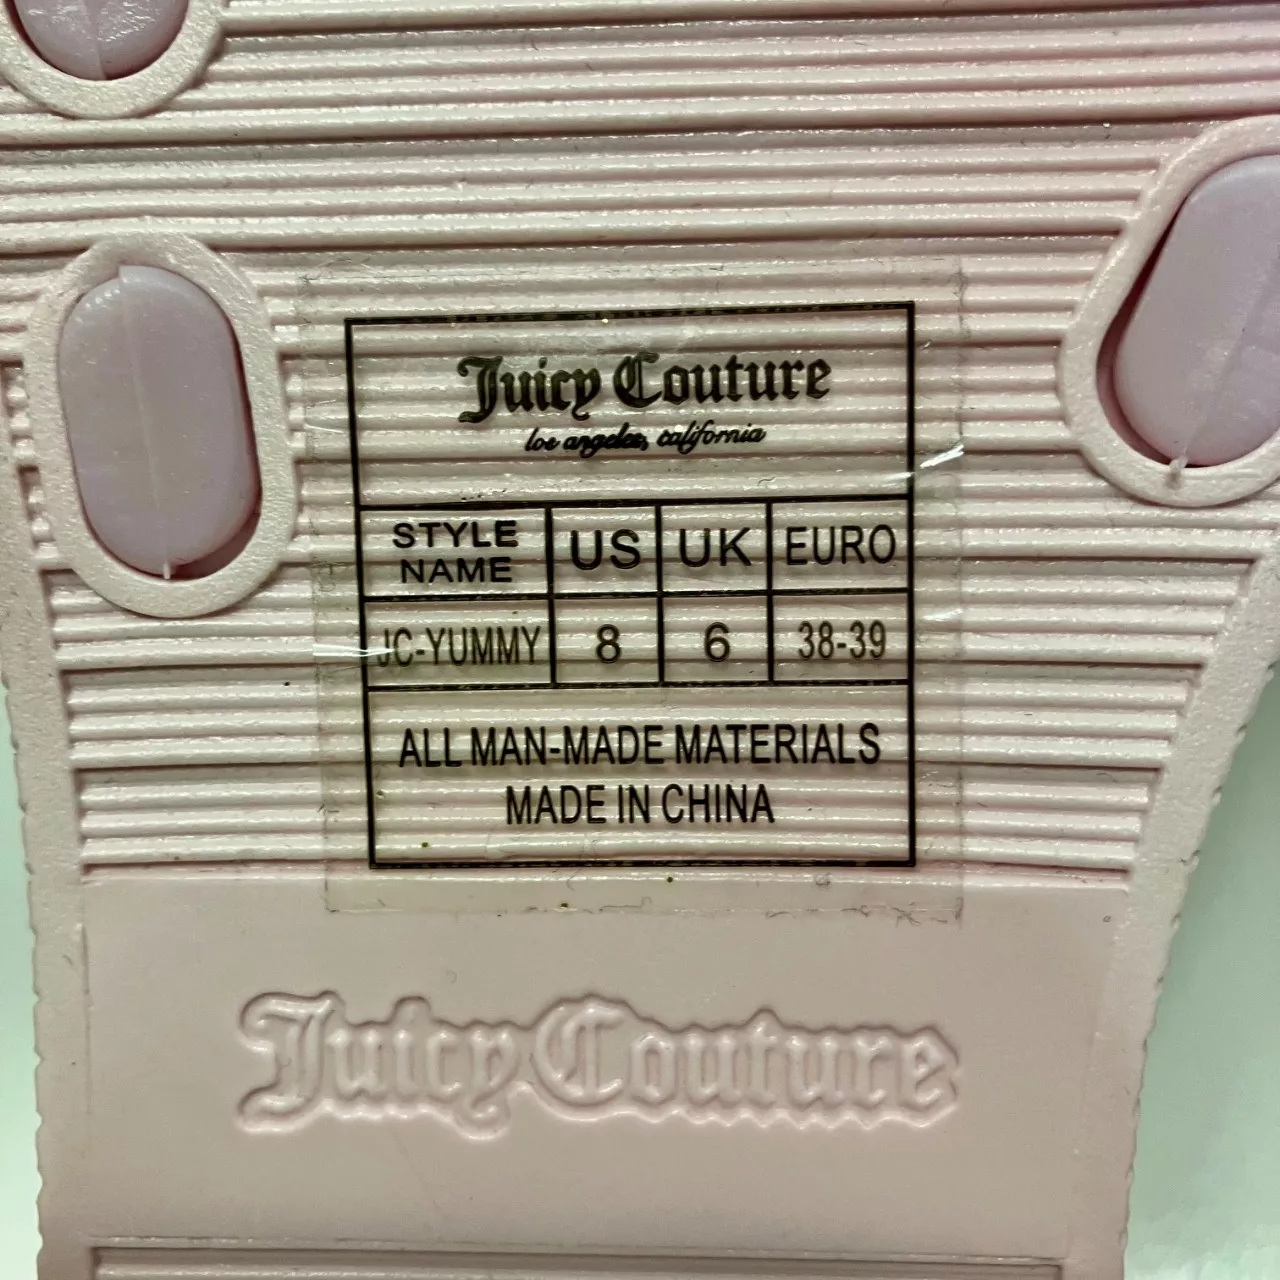 Juicy Couture
los angeles, california
STYLE NAME US UK EURO
JC-YUMMY 8 6 38-39
ALL MAN-MADE MATERIALS
MADE IN CHINA
Juicy Couture